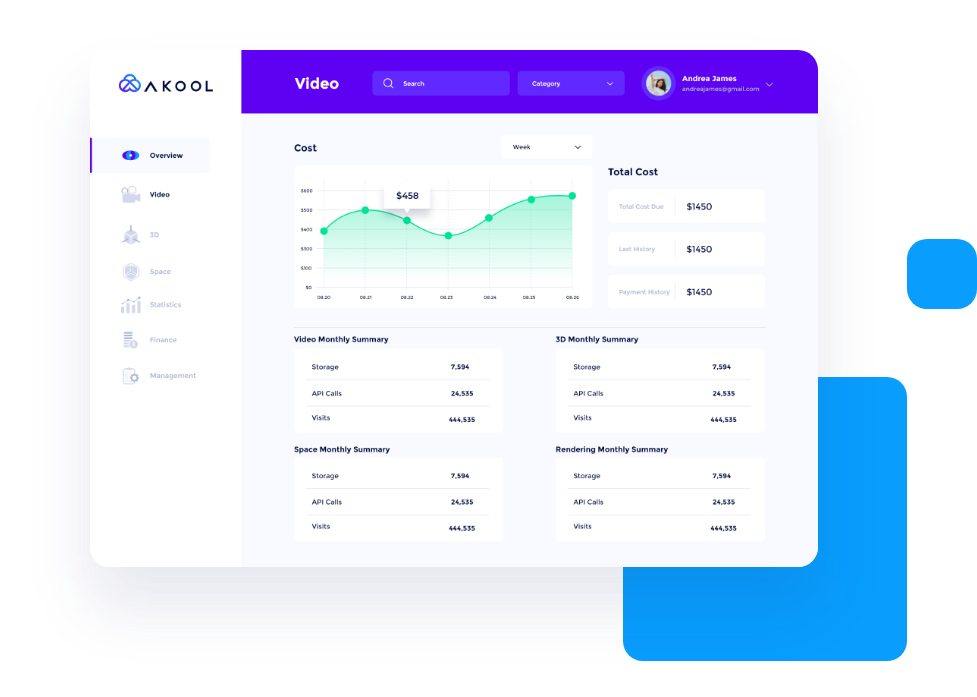 AKOOL
Video
Search
Category
Andrea James
andreajames@gmail.com
Overview
Video
3D
Space
Statistics
Finance
Management
Cost
Week
$600
$500
$400
$300
$100
$0
$458
08.20 08.21 08.22 08.23 08.24 08.25 08.26
Total Cost
Total Cost Due $1450
Last History $1450
Payment History $1450
Video Monthly Summary
Storage 7,594
API Calls 24,535
Visits 444,535
3D Monthly Summary
Storage 7,594
API Calls 24,535
Visits 444,535
Space Monthly Summary
Storage 7,594
API Calls 24,535
Visits 444,535
Rendering Monthly Summary
Storage 7,594
API Calls 24,535
Visits 444,535